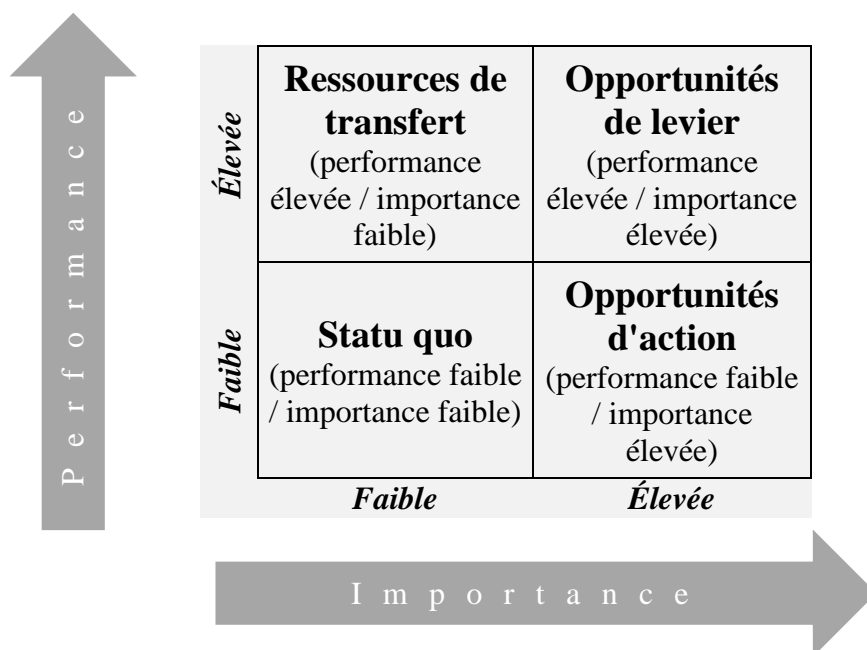 Performance
Élevée
Ressources de
transfert
(performance
élevée / importance
faible)
Opportunités
de levier
(performance
élevée / importance
élevée)
Faible
Statu quo
(performance faible
/ importance faible)
Opportunités
d'action
(performance faible
/ importance
élevée)
Faible
Élevée
Importance